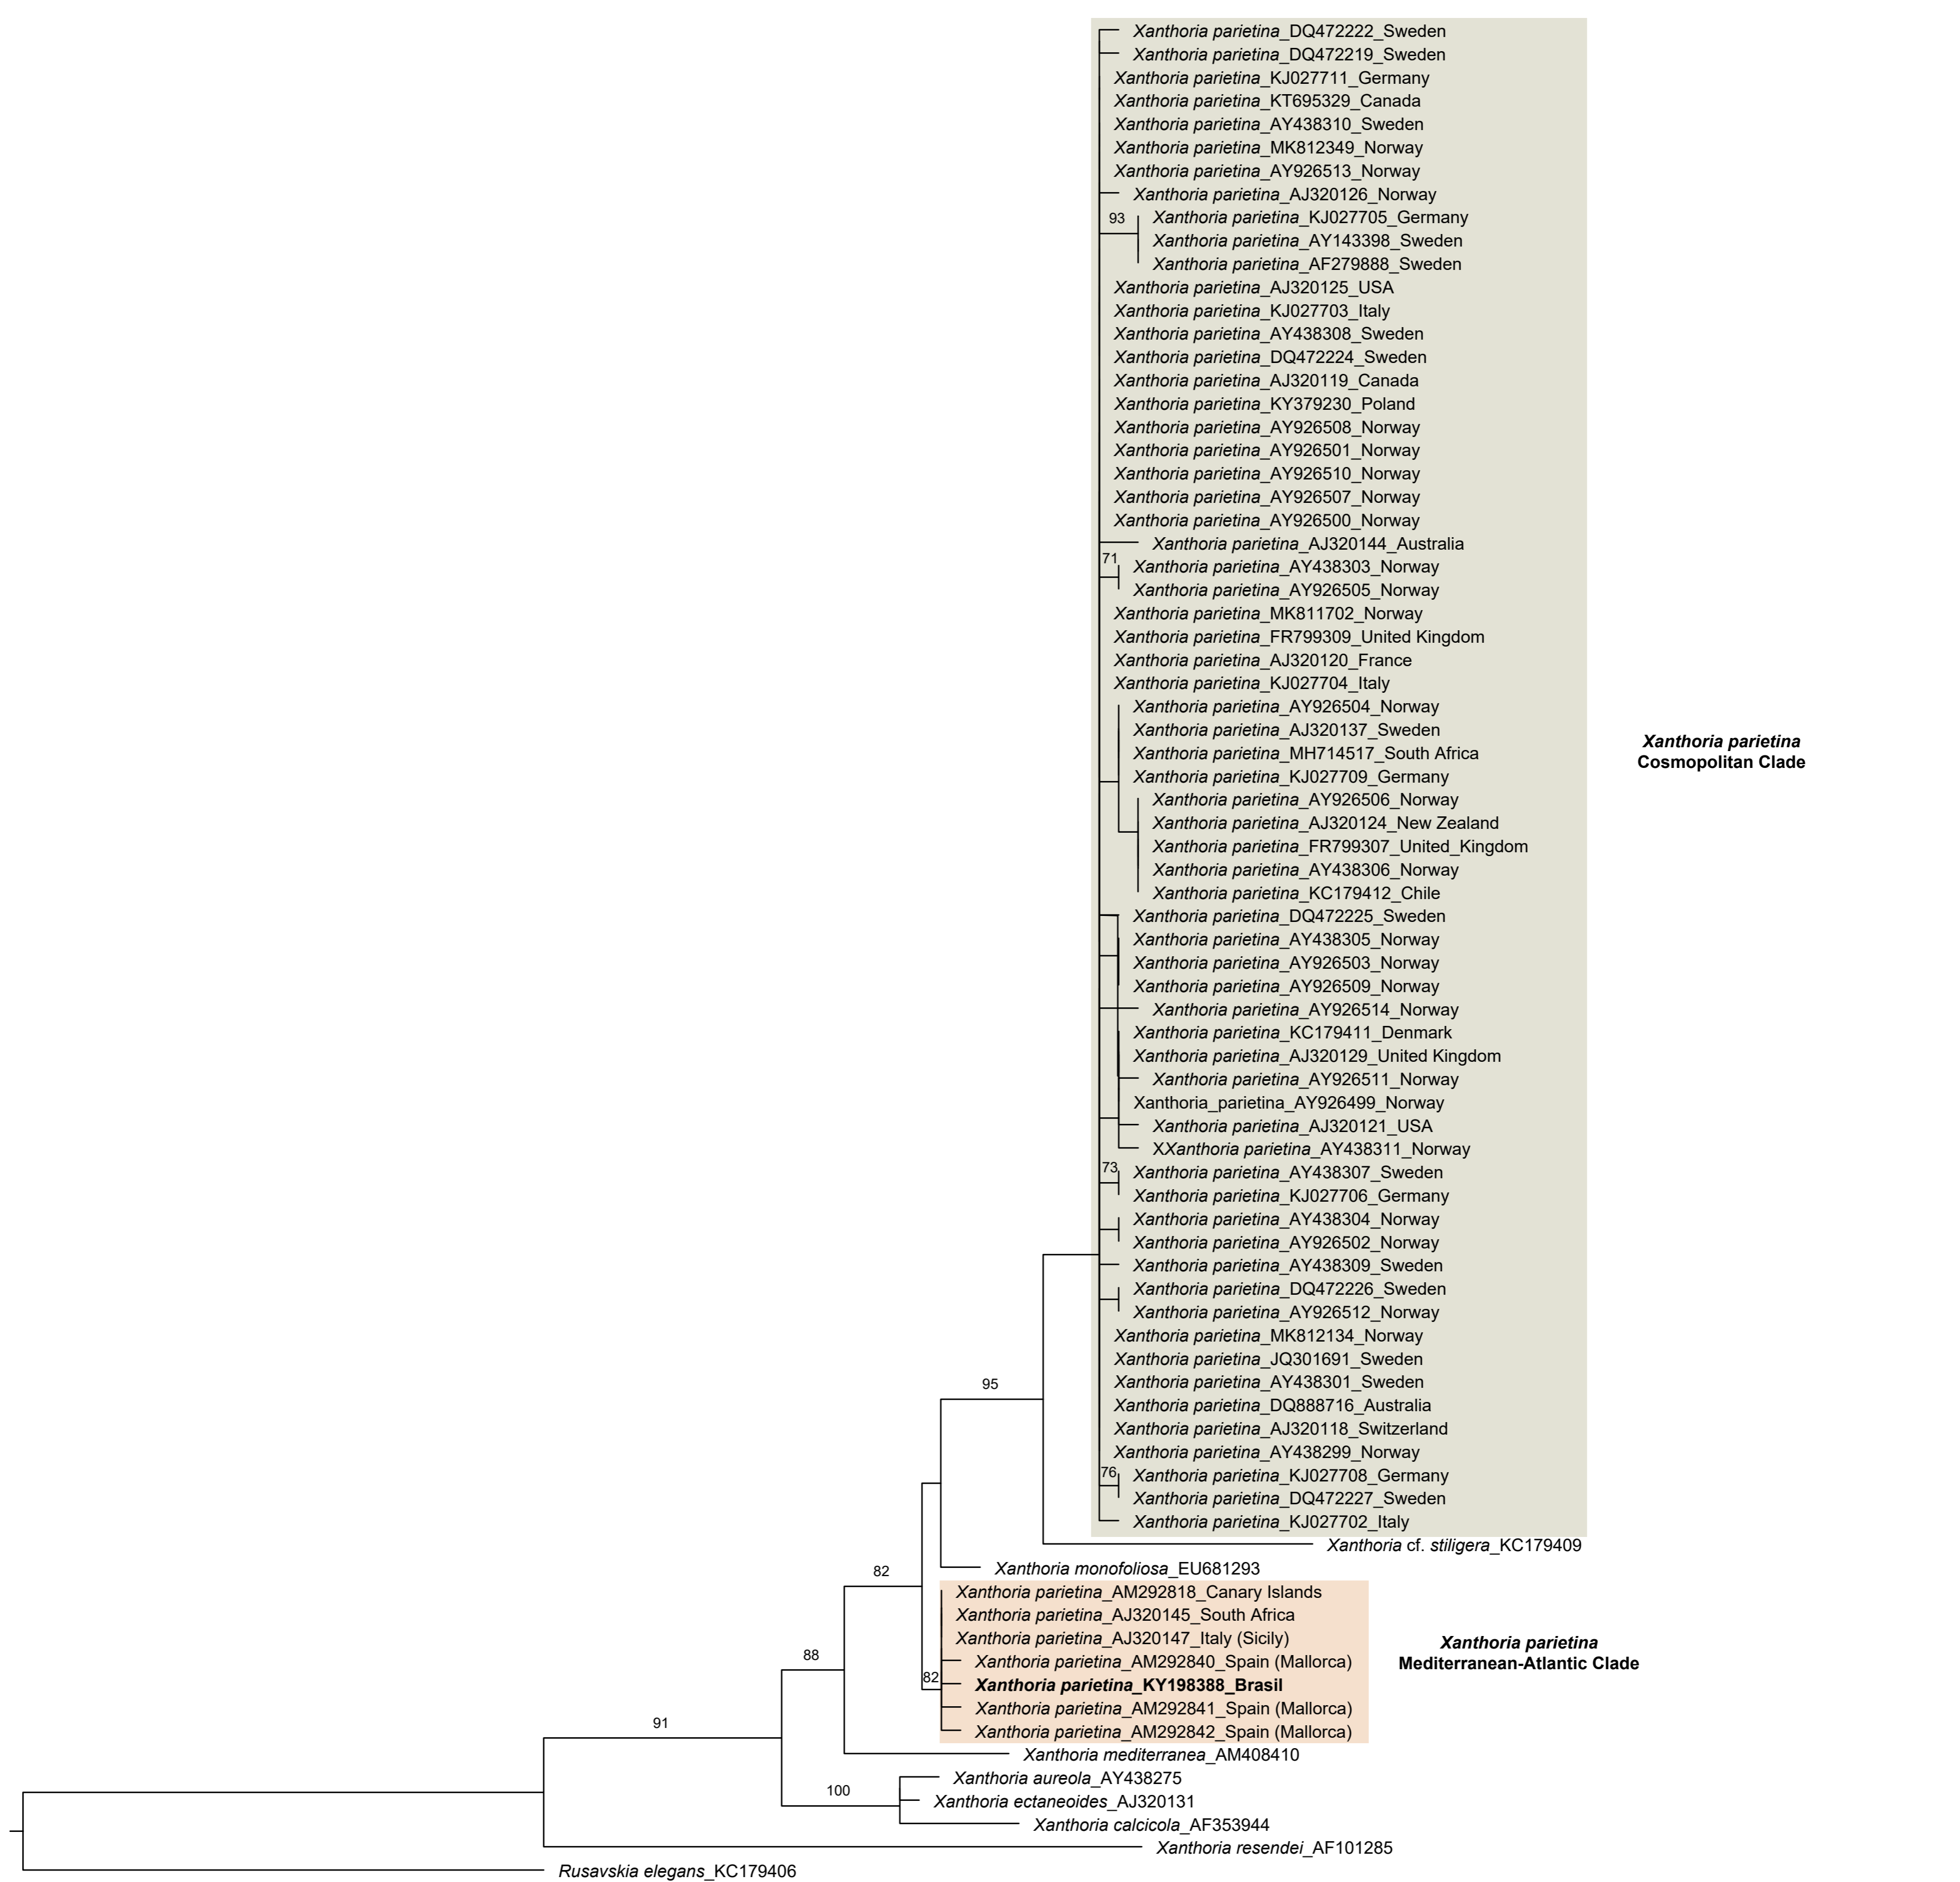 Xanthoria parietina_DQ472222_Sweden
Xanthoria parietina_DQ472219_Sweden
Xanthoria parietina_KJ027711_Germany
Xanthoria parietina_KT695329_Canada
Xanthoria parietina_AY438310_Sweden
Xanthoria parietina_MK812349_Norway
Xanthoria parietina_AY926513_Norway
Xanthoria parietina_AJ320126_Norway
93
Xanthoria parietina_KJ027705_Germany
Xanthoria parietina_AY143398_Sweden
Xanthoria parietina_AF279888_Sweden
Xanthoria parietina_AJ320125_USA
Xanthoria parietina_KJ027703_Italy
Xanthoria parietina_AY438308_Sweden
Xanthoria parietina_DQ472224_Sweden
Xanthoria parietina_AJ320119_Canada
Xanthoria parietina_KY379230_Poland
Xanthoria parietina_AY926508_Norway
Xanthoria parietina_AY926501_Norway
Xanthoria parietina_AY926510_Norway
Xanthoria parietina_AY926507_Norway
Xanthoria parietina_AY926500_Norway
Xanthoria parietina_AJ320144_Australia
71
Xanthoria parietina_AY438303_Norway
Xanthoria parietina_AY926505_Norway
Xanthoria parietina_MK811702_Norway
Xanthoria parietina_FR799309_United Kingdom
Xanthoria parietina_AJ320120_France
Xanthoria parietina_KJ027704_Italy
Xanthoria parietina_AY926504_Norway
Xanthoria parietina_AJ320137_Sweden
Xanthoria parietina_MH714517_South Africa
Xanthoria parietina_KJ027709_Germany
Xanthoria parietina_AY926506_Norway
Xanthoria parietina_AJ320124_New Zealand
Xanthoria parietina_FR799307_United_Kingdom
Xanthoria parietina_AY438306_Norway
Xanthoria parietina_KC179412_Chile
Xanthoria parietina_DQ472225_Sweden
Xanthoria parietina_AY438305_Norway
Xanthoria parietina_AY926503_Norway
Xanthoria parietina_AY926509_Norway
Xanthoria parietina_AY926514_Norway
Xanthoria parietina_KC179411_Denmark
Xanthoria parietina_AJ320129_United Kingdom
Xanthoria parietina_AY926511_Norway
Xanthoria_parietina_AY926499_Norway
Xanthoria parietina_AJ320121_USA
XXanthoria parietina_AY438311_Norway
73
Xanthoria parietina_AY438307_Sweden
Xanthoria parietina_KJ027706_Germany
Xanthoria parietina_AY438304_Norway
Xanthoria parietina_AY926502_Norway
Xanthoria parietina_AY438309_Sweden
Xanthoria parietina_DQ472226_Sweden
Xanthoria parietina_AY926512_Norway
Xanthoria parietina_MK812134_Norway
Xanthoria parietina_JQ301691_Sweden
Xanthoria parietina_AY438301_Sweden
Xanthoria parietina_DQ888716_Australia
Xanthoria parietina_AJ320118_Switzerland
Xanthoria parietina_AY438299_Norway
76
Xanthoria parietina_KJ027708_Germany
Xanthoria parietina_DQ472227_Sweden
Xanthoria parietina_KJ027702_Italy
Xanthoria parietina
Cosmopolitan Clade
95
Xanthoria cf. stiligera_KC179409
Xanthoria monofoliosa_EU681293
82
Xanthoria parietina_AM292818_Canary Islands
Xanthoria parietina_AJ320145_South Africa
Xanthoria parietina_AJ320147_Italy (Sicily)
Xanthoria parietina_AM292840_Spain (Mallorca)
82
Xanthoria parietina_KY198388_Brasil
Xanthoria parietina_AM292841_Spain (Mallorca)
Xanthoria parietina_AM292842_Spain (Mallorca)
Xanthoria parietina
Mediterranean-Atlantic Clade
88
Xanthoria mediterranea_AM408410
91
Xanthoria aureola_AY438275
100
Xanthoria ectaneoides_AJ320131
Xanthoria calcicola_AF353944
Xanthoria resendei_AF101285
Rusavskia elegans_KC179406